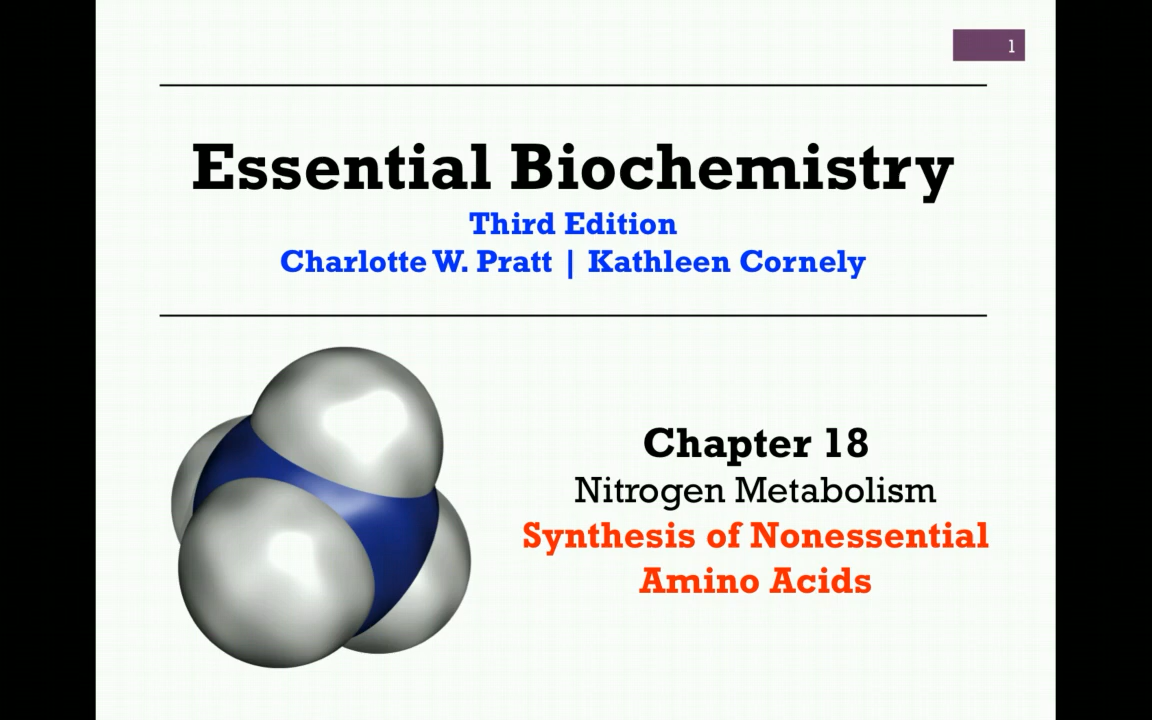 1
Essential Biochemistry
Third Edition
Charlotte W. Pratt | Kathleen Cornely
Chapter 18
Nitrogen Metabolism
Synthesis of Nonessential
Amino Acids